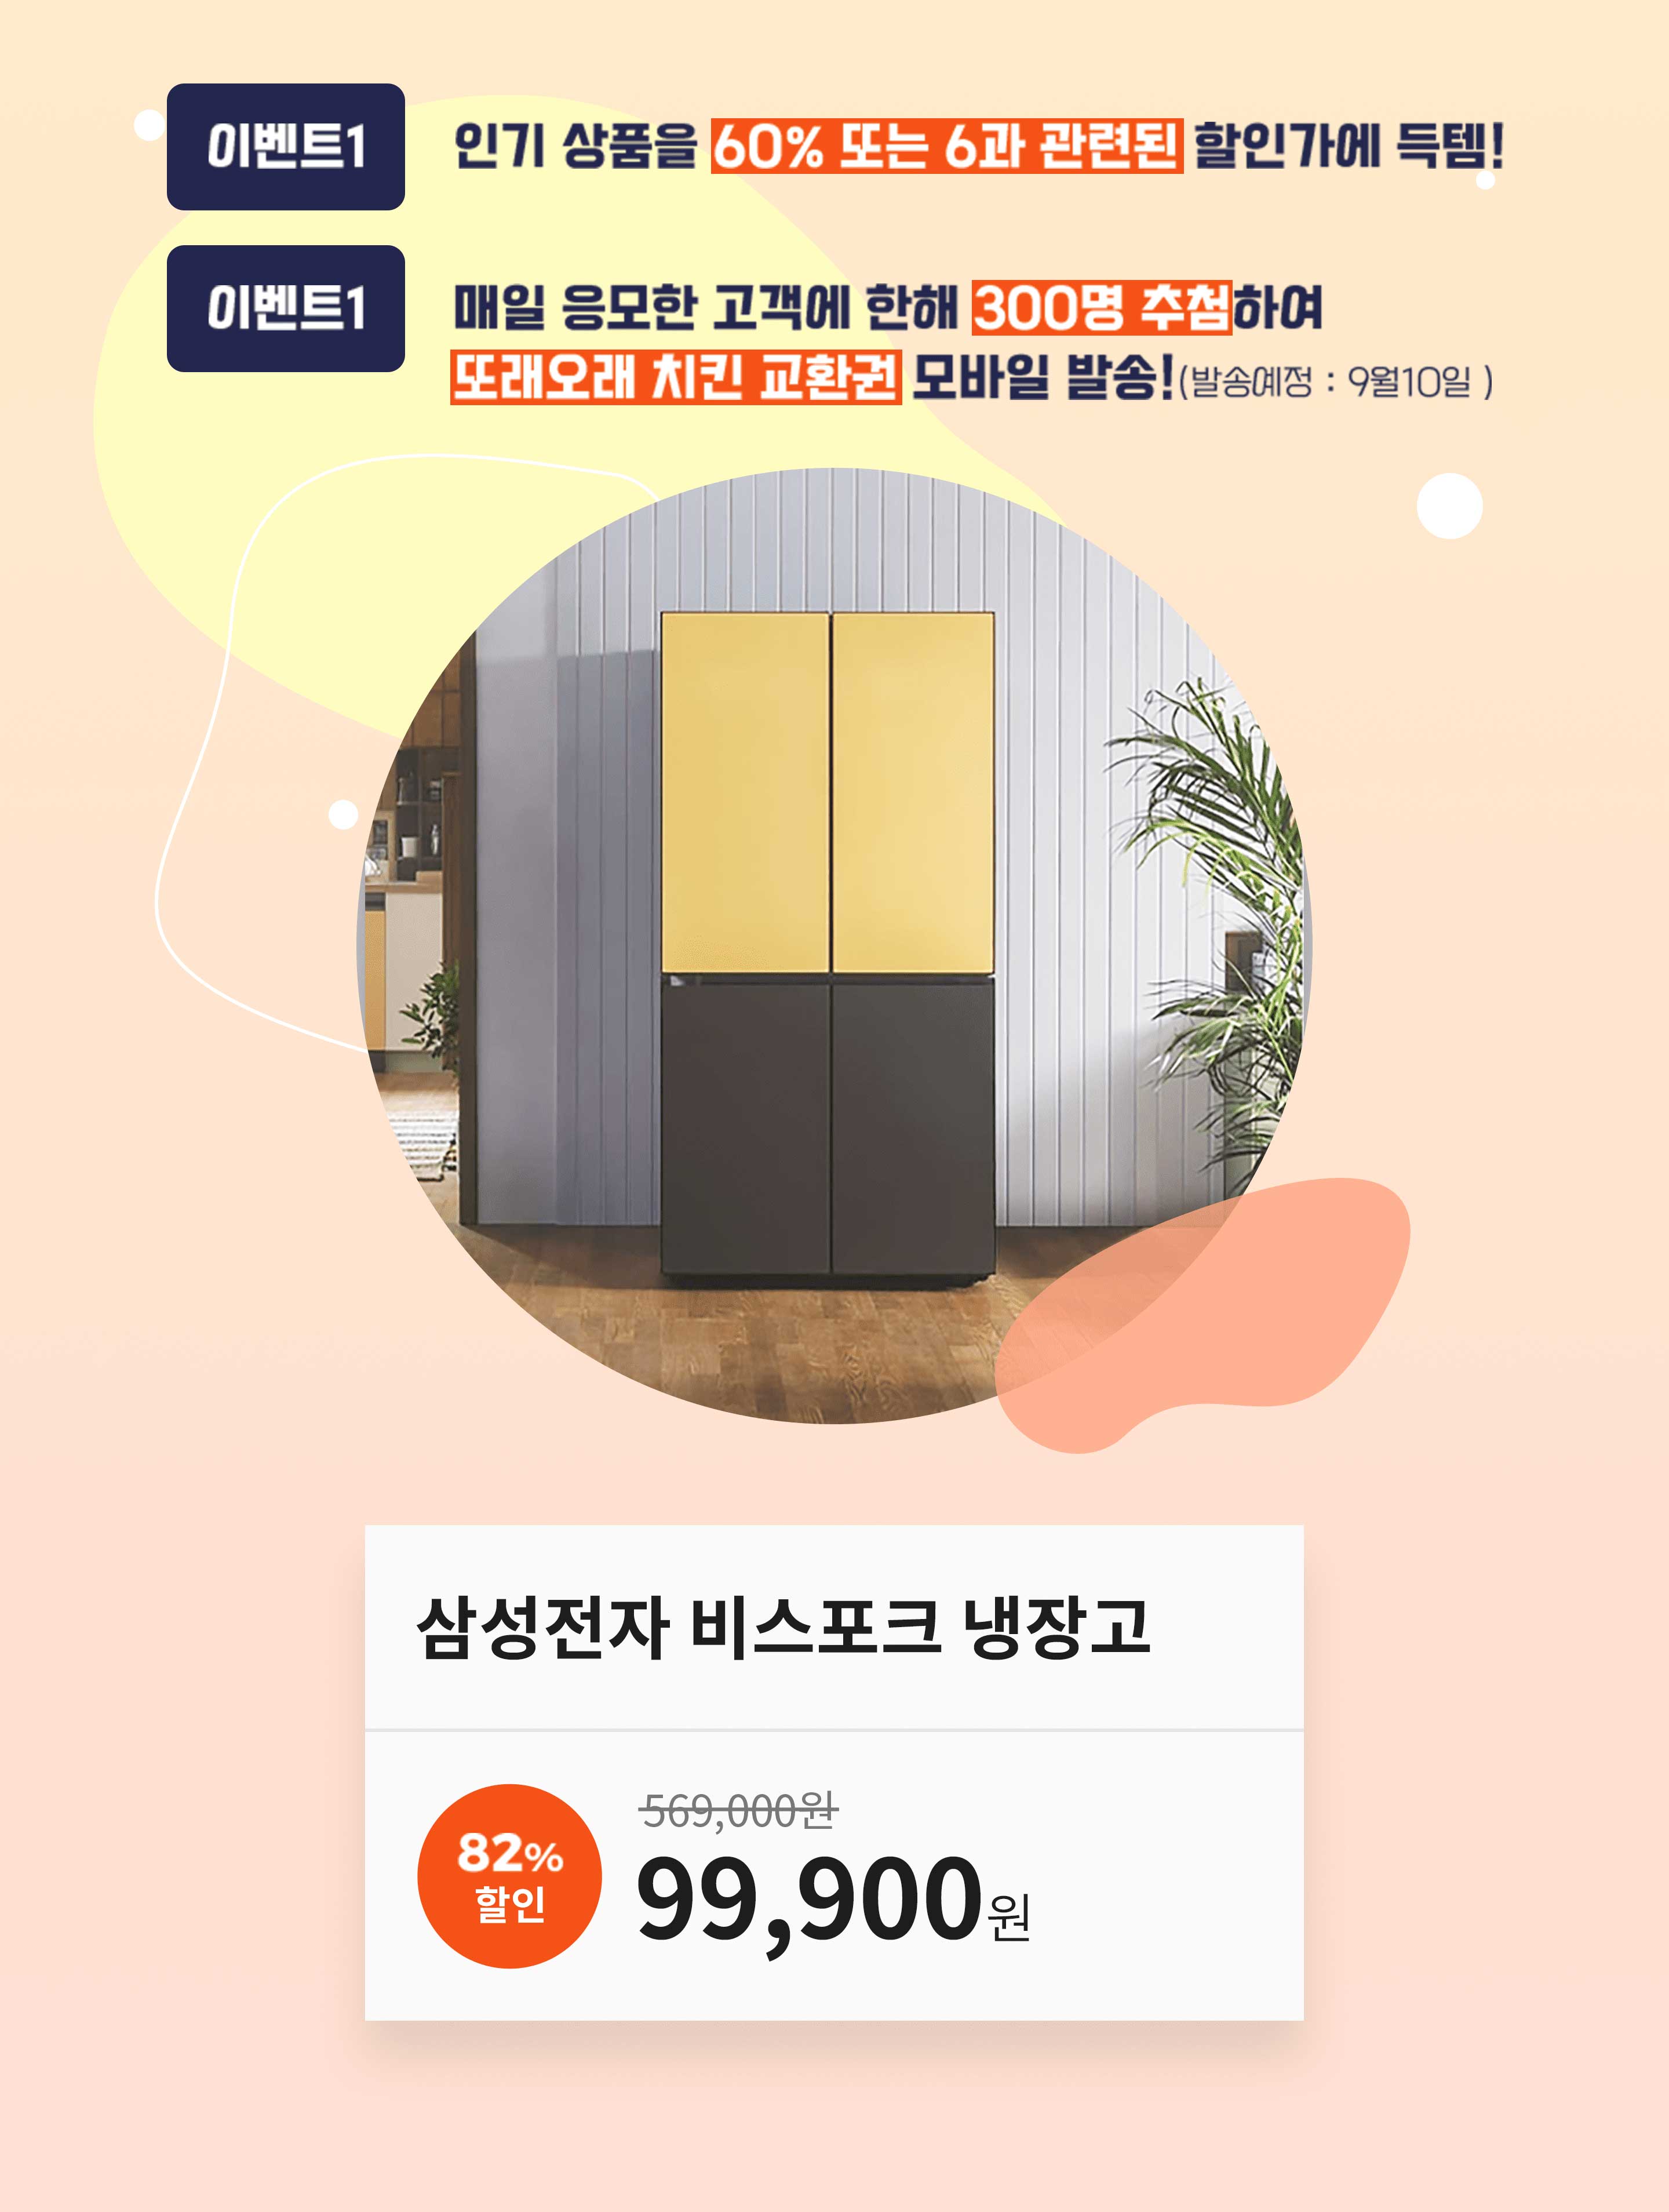 이벤트1
인기 상품을 60% 또는 6과 관련된 할인가에 득템!
이벤트1
매일 응모한 고객에 한해 300명 추첨하여
또래오래 치킨 교환권 모바일 발송!(발송예정 : 9월10일 )
삼성전자 비스포크 냉장고
82%
할인
569,000원
99,900원